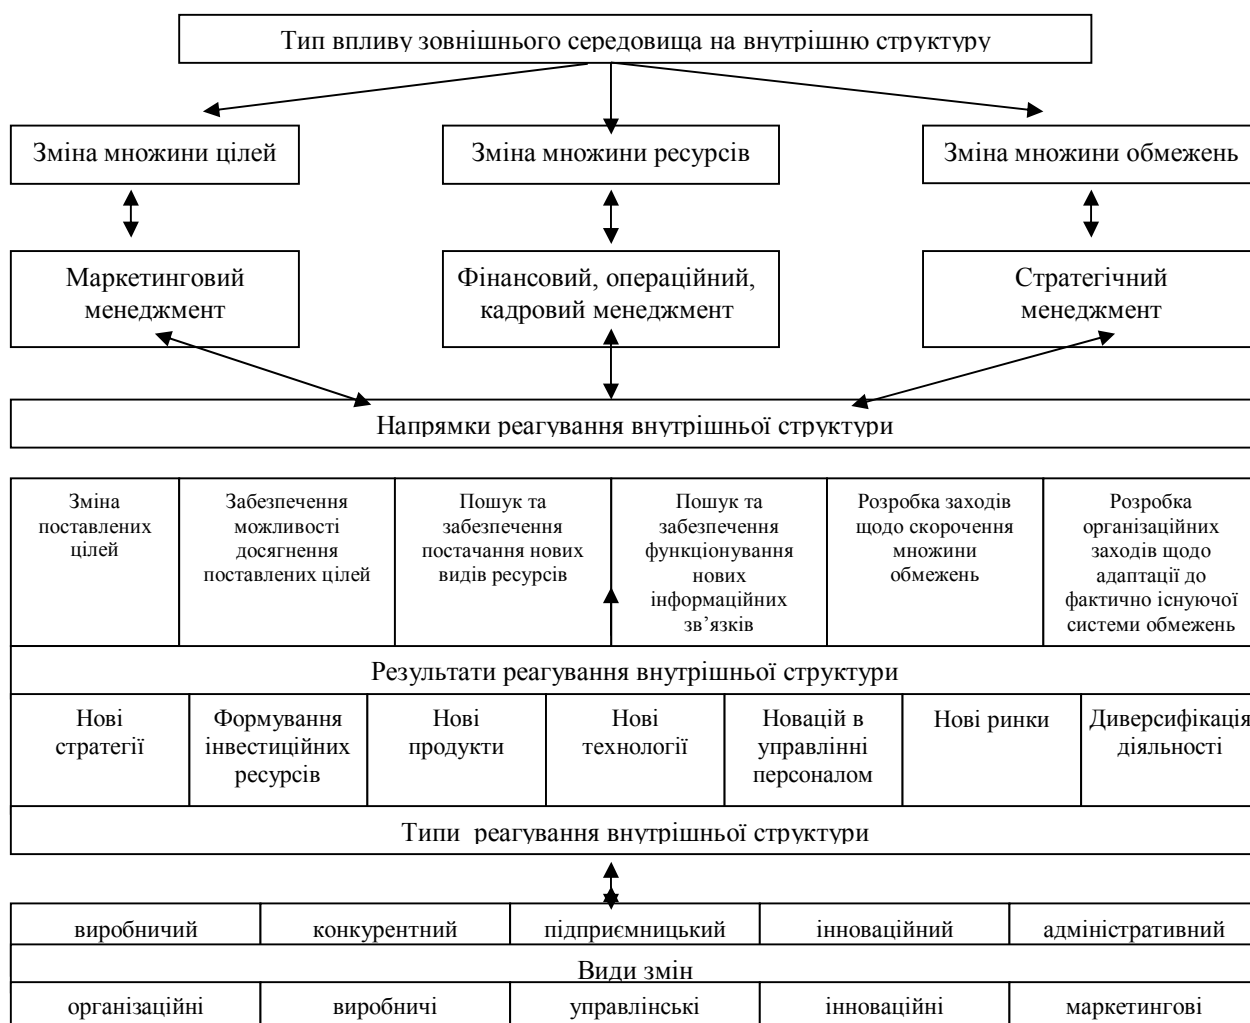 Тип впливу зовнішнього середовища на внутрішню структуру
Зміна множини цілей
Зміна множини ресурсів
Зміна множини обмежень
Маркетинговий
менеджмент
Фінансовий, операційний,
кадровий менеджмент
Стратегічний
менеджмент
Напрямки реагування внутрішньої структури
Зміна
поставлених
цілей
Забезпечення
можливості
досягнення
поставлених цілей
Пошук та
забезпечення
постачання нових
видів ресурсів
Пошук та
забезпечення
функціонування
нових
інформаційних
зв’язків
Розробка заходів
щодо скорочення
множини
обмежень
Розробка
організаційних
заходів щодо
адаптації до
фактично існуючої
системи обмежень
Результати реагування внутрішньої структури
Нові
стратегії
Формування
інвестиційних
ресурсів
Нові
продукти
Нові
технології
Новацій в
управлінні
персоналом
Нові ринки
Диверсифікація
діяльності
Типи реагування внутрішньої структури
виробничий
конкурентний
підприємницький
інноваційний
адміністративний
Види змін
організаційні
виробничі
управлінські
інноваційні
маркетингові